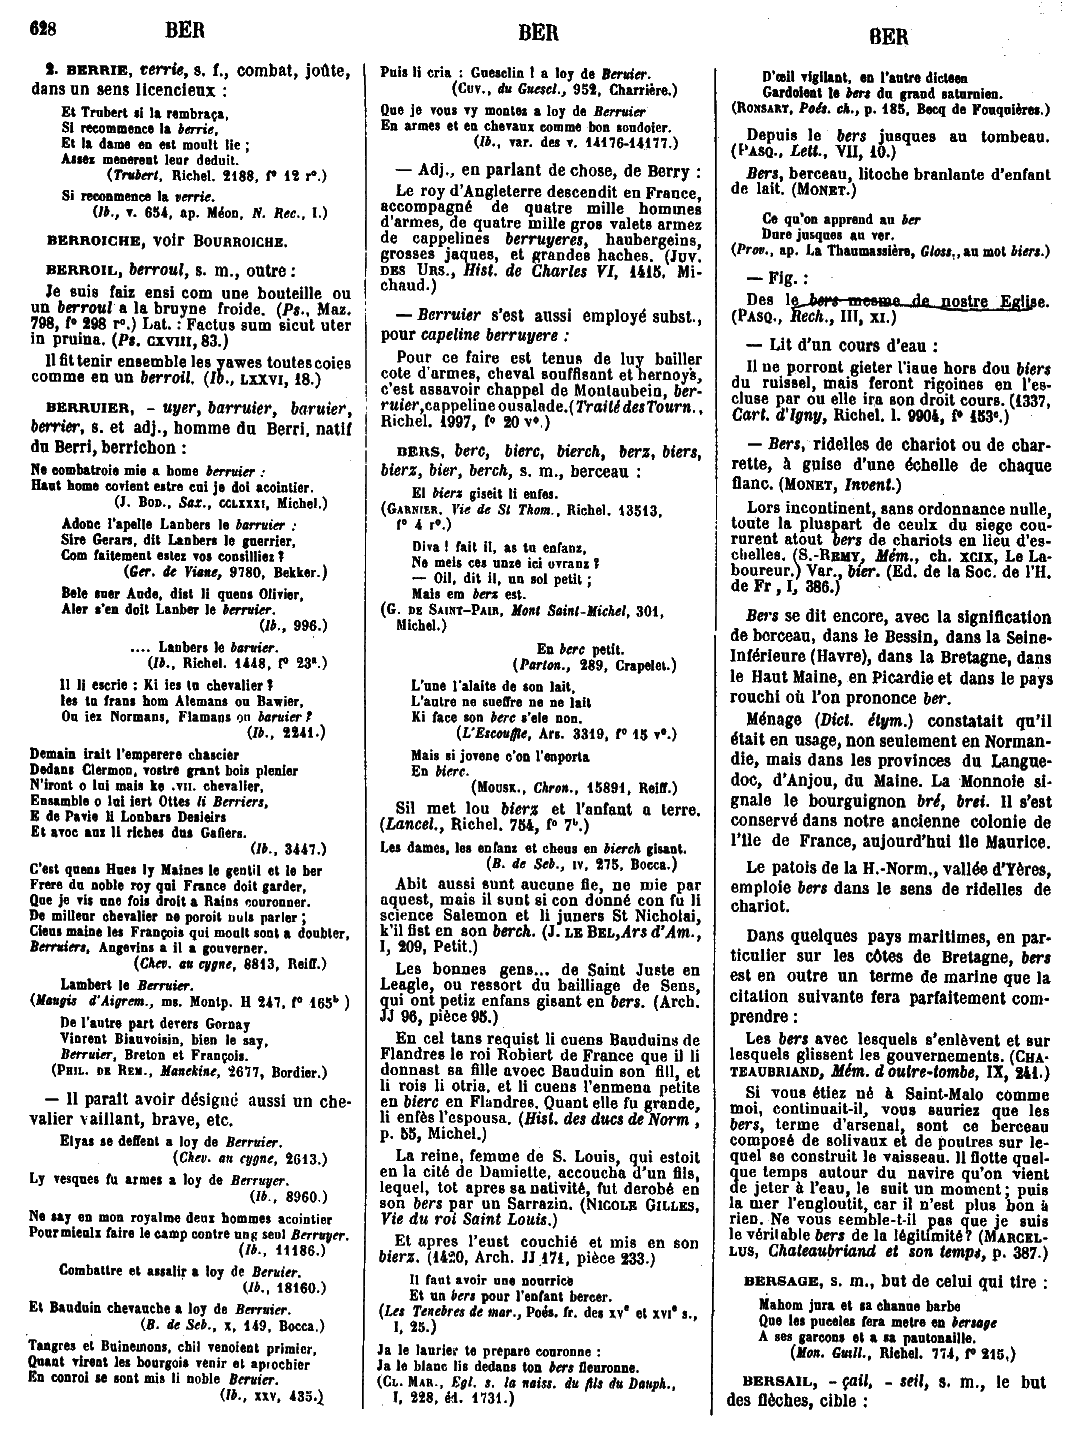 628
BER
BER
BER
2. BERRIE, verrie, s. f., combat, joûte,
dans un sens licencieux :
Et Trubert si la rembraça,
Si recommence la berrie,
Et la dame en est moult lie ;
Assez menerent leur deduit.
(Trubert, Richel. 2188, f° 12 r°.)
Si reconmence la verrie.
(Ib., v. 654, ap. Méon, N. Rec., I.)
BERROICHE, voir BOURROICHE.
BERROIL, berroul, s. m., outre :
Je suis faiz ensi com une bouteille ou
un berroul a la bruyne froide. (Ps., Maz.
798, f° 298 r°.) Lat. : Factus sum sicut uter
in pruina. (Ps. CXVIII, 83.)
Il fit tenir ensemble les yawes toutes coies
comme en un berroil. (Ib., LXXVI, 18.)
BERRUIER, - uyer, barruier, baruier,
berrier, s. et adj., homme du Berri, natif
du Berri, berrichon :
Ne combatroie mie a home berruier :
Haut home covient estre cui je doi acointier.
(J. BOD., Sax., CCLXXXI, Michel.)
Adonc l'apelle Lanbers le barruier :
Sire Gerars, dit Lanbers le guerrier,
Com faitement estez vos consilliez ?
(Ger. de Viane, 9780, Bekker.)
Bele suer Aude, dist li quens Olivier,
Aler s'en doit Lanber le berruier.
(Ib., 996.)
.... Lanbers le baruier.
(Ib., Richel. 1448, f° 23ª.)
Il li escrie : Ki ies tu chevalier ?
Ies tu frans hom Alemans ou Bawier,
Ou iez Normans, Flamans on baruier ?
(Ib., 2241.)
Demain irait l'emperere chascier
Dedans Clermon, vostre grant bois plenier
N'iront o lui mais ke .VII. chevalier,
Ensamble o lui iert Ottes li Berriers,
E de Pavie li Lonbars Desieirs
Et avoc auz li riches dus Gafiers.
(Ib., 3447.)
C'est quens Hues ly Maines le gentil et le ber
Frere du noble roy qui France doit garder,
Que je vis une fois droit a Rains couronner.
De milleur chevalier ne poroit nuls parler ;
Cieus maine les François qui moult sont a doubter,
Berruiers, Angevins a il a gouverner.
(Chev. au cygne, 8813, Reiff.)
Lambert le Berruier.
(Maugis d'Aigrem., ms. Montp. H 247, f° 165ᵇ )
De l'autre part devers Gornay
Vinrent Biauvoisin, bien le say,
Berruier, Breton et François.
(PHIL. DE REM., Manekine, 2677, Bordier.)
— Il paraît avoir désigné aussi un che-
valier vaillant, brave, etc.
Elyas se deffent a loy de Berruier.
(Chev. au cygne, 2613.)
Ly vesques fu armes a loy de Berruyer.
(Ib., 8960.)
Ne say en mon royalme deux hommes acointier
Pour mieulx faire le camp contre ung seul Berruyer.
(Ib., 11186.)
Combattre et assalir a loy de Beruier.
(Ib., 18160.)
Et Bauduin chevauche a loy de Berruier.
(B. de Seb., X, 149, Bocca.)
Tangres et Buinemons, chil venoient primier,
Quant virent les bourgois venir et aprochier
En conroi se sont mis li noble Beruier.
(Ib., XXV, 435.)
Puis li cria : Guesclin ! a loy de Beruier.
(CUV., du Guescl., 952, Charrière.)
Que je vous vy montes a loy de Berruier
En armes et en chevaux comme bon soudoier.
(Ib., var. des v. 14176-14177.)
— Adj., en parlant de chose, de Berry :
Le roy d'Angleterre descendit en France,
accompagné de quatre mille hommes
d'armes, de quatre mille gros valets armez
de cappelines berruyeres, haubergeins,
grosses jaques, et grandes haches. (JUV.
DES URS., Hist. de Charles VI, 1415, Mi-
chaud.)
— Berruier s'est aussi employé subst.,
pour capeline berruyere :
Pour ce faire est tenus de luy bailler
cote d'armes, cheval souffisant et hernoys,
c'est assavoir chappel de Montaubein, ber-
ruier, cappeline ou salade. (Traité des Tourn.,
Richel. 1997, f° 20 v°.)
BERS, berc, bierc, bierch, berz, biers,
bierz, bier, berch, s. m., berceau :
El bierz giseit li enfes.
(GARNIER, Vie de St Thom., Richel. 13513,
f° 4 r°.)
Diva ! fait il, as tu enfanz,
Ne meis ces unze ici ovranz ?
— Oil, dit il, un sol petit ;
Mais em berz est.
(G. DE SAINT-PAIR, Mont Saint-Michel, 301,
Michel.)
En berc petit.
(Parton., 289, Crapelet.)
L'une l'alaite de son lait,
L'autre ne sueffre ne ne lait
Ki face son berc s'ele non.
(L'Escouffle, Ars. 3319, f° 15 v°.)
Mais si jovene c'on l'enporta
En bierc.
(MOUSK., Chron., 15891, Reiff.)
Sil met lou bierz et l'anfant a terre.
(Lancel., Richel. 754, f° 7ᵇ.)
Les dames, les enfanz et cheus en bierch gisant.
(B. de Seb., IV, 275, Bocca.)
Abit aussi sunt aucune fie, ne mie par
aquest, mais il sunt si con donné con fu li
science Salemon et li juners St Nicholai,
k'il fist en son berch. (J. LE BEL, Ars d'Am.,
I, 209, Petit.)
Les bonnes gens... de Saint Juste en
Leagle, ou ressort du bailliage de Sens,
qui ont petiz enfans gisant en bers. (Arch.
JJ 96, pièce 95.)
En cel tans requist li cuens Bauduins de
Flandres le roi Robiert de France que il li
donnast sa fille avoec Bauduin son fill, et
li rois li otria, et li cuens l'enmena petite
en bierc en Flandres. Quant elle fu grande,
li enfès l'espousa. (Hist. des ducs de Norm ,
p. 55, Michel.)
La reine, femme de S. Louis, qui estoit
en la cité de Damiette, accoucha d'un fils,
lequel, tot apres sa nativité, fut derobé en
son bers par un Sarrazin. (NICOLE GILLES,
Vie du roi Saint Louis.)
Et apres l'eust couchié et mis en son
bierz. (1420, Arch. JJ 171, pièce 233.)
Il faut avoir une nourrice
Et un bers pour l'enfant bercer.
(Les Tenebres de mar., Poés. fr. des XVᵉ et XVIᵉ s.,
I, 25.)
Ja le laurier te prepare couronne :
Ja le blanc lis dedans ton bers fleuronne.
(CL. MAR., Egl. s. la naiss. du fils du Dauph.,
I, 228, éd. 1731.)
D'œil vigilant, en l'autre dicteen
Gardoient le bers du grand saturnien.
(RONSART, Poés. ch., p. 185, Becq de Fouquières.)
Depuis le bers jusques au tombeau.
(PASQ., Lett., VII, 10.)
Bers, berceau, litoche branlante d'enfant
de lait. (MONET.)
Ce qu'on apprend au ber
Dure jusques au ver.
(Prov., ap. La Thaumassière, Gloss., au mot biers.)
— Fig. :
Des le bers mesme de nostre Eglise.
(PASQ., Rech., III, XI.)
— Lit d'un cours d'eau :
Il ne porront gieter l'iaue hors dou biers
du ruissel, mais feront rigoines en l'es-
cluse par ou elle ira son droit cours. (1337,
Cart. d'Igny, Richel. l. 9904, f° 153ᶜ.)
— Bers, ridelles de chariot ou de char-
rette, à guise d'une échelle de chaque
flanc. (MONET, Invent.)
Lors incontinent, sans ordonnance nulle,
toute la pluspart de ceulx du siege cou-
rurent atout bers de chariots en lieu d'es-
chelles. (S.-REMY, Mém., ch. XCIX, Le La-
boureur.) Var., bier. (Ed. de la Soc. de l'H.
de Fr , I, 386.)
Bers se dit encore, avec la signification
de berceau, dans le Bessin, dans la Seine-
Inférieure (Havre), dans la Bretagne, dans
le Haut Maine, en Picardie et dans le pays
rouchi où l'on prononce ber.
Ménage (Dict. étym.) constatait qu'il
était en usage, non seulement en Norman-
die, mais dans les provinces du Langue-
doc, d'Anjou, du Maine. La Monnoie si-
gnale le bourguignon bré, brei. Il s'est
conservé dans notre ancienne colonie de
l'Ile de France, aujourd'hui île Maurice.
Le patois de la H.-Norm., vallée d'Yères,
emploie bers dans le sens de ridelles de
chariot.
Dans quelques pays maritimes, en par-
ticulier sur les côtes de Bretagne, bers
est en outre un terme de marine que la
citation suivante fera parfaitement com-
prendre :
Les bers avec lesquels s'enlèvent et sur
lesquels glissent les gouvernements. (CHA-
TEAUBRIAND, Mém. d outre-tombe, IX, 241.)
Si vous étiez né à Saint-Malo comme
moi, continuait-il, vous sauriez que les
bers, terme d'arsenal, sont ce berceau
composé de solivaux et de poutres sur le-
quel se construit le vaisseau. Il flotte quel-
que temps autour du navire qu'on vient
de jeter à l'eau, le suit un moment ; puis
la mer l'engloutit, car il n'est plus bon à
rien. Ne vous semble-t-il pas que je suis
le véritable bers de la légitimité? (MARCEL-
LUS, Chateaubriand et son temps, p. 387.)
BERSAGE, s. m., but de celui qui tire :
Mahom jura et sa chanue barbe
Que les puceles fera metre en bersage
A ses garcons et a sa pautonaille.
(Mon. Guill., Richel. 774, f° 215,)
BERSAIL, - çail, - seil, s. m., le but
des flèches, cible :